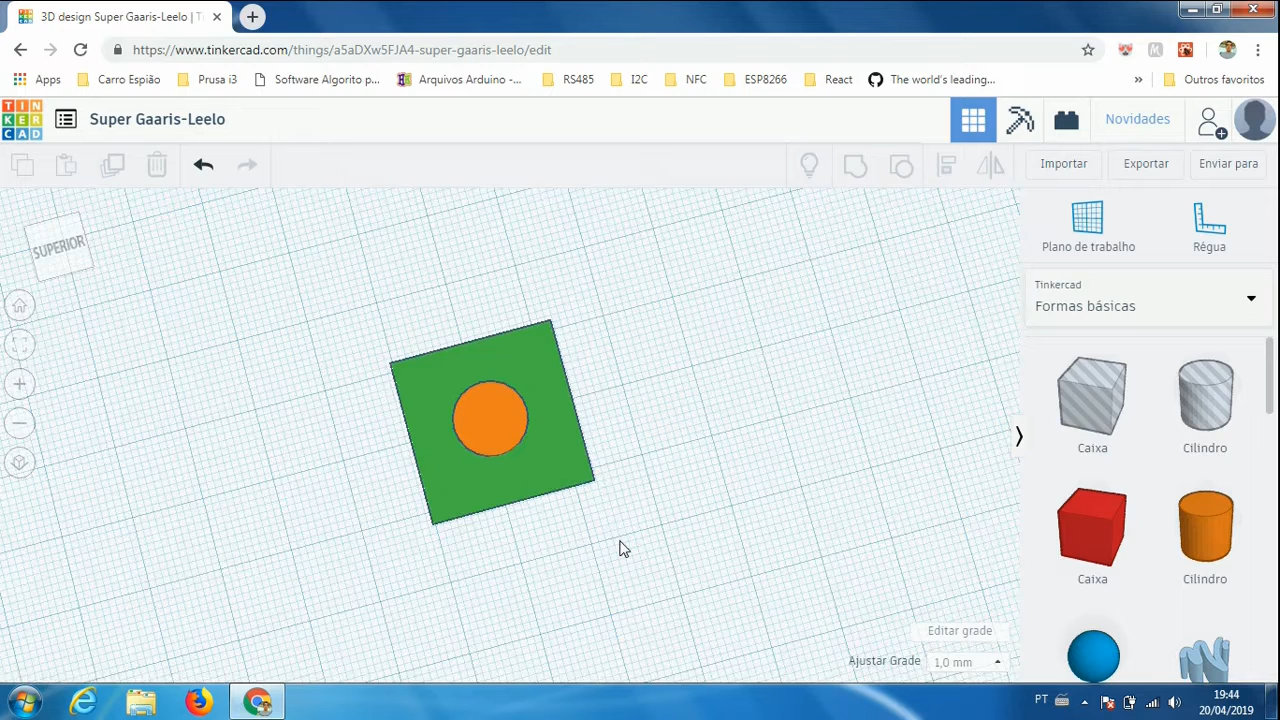 3D design Super Gaaris-Leelo | T
https://www.tinkercad.com/things/a5aDXw5FJA4-super-gaaris-leelo/edit
Apps Carro Espião Prusa i3 Software Algorito p... Arquivos Arduino -... RS485 I2C NFC ESP8266 React The world's leading... » Outros favoritos
TIN
KER
CAD
Super Gaaris-Leelo
Novidades
Importar Exportar Enviar para
SUPERIOR
Plano de trabalho Régua
Tinkercad
Formas básicas
Caixa Cilindro
Caixa Cilindro
Editar grade
Ajustar Grade 1,0 mm
PT
19:44
20/04/2019